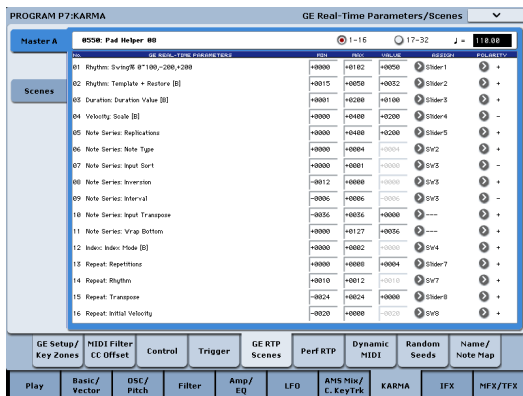 PROGRAM P7:KARMA GE Real-Time Parameters/Scenes
Master A 0550: Pad Helper 08 1-16 17-32 ♩= 110.00
No. GE REAL-TIME PARAMETERS MIN MAX VALUE ASSIGN POLARITY
01 Rhythm: Swing% 0~100,-200,+200 +0000 +0102 +0050 Slider1 +
02 Rhythm: Template + Restore [B] +0015 +0050 +0032 Slider2 +
Scenes
03 Duration: Duration Value [B] +0001 +0200 +0100 Slider3 +
04 Velocity: Scale [B] +0000 +0400 +0200 Slider4 -
05 Note Series: Replications +0000 +0400 +0200 Slider5 +
06 Note Series: Note Type +0000 +0004 +0004 SW2 +
07 Note Series: Input Sort +0000 +0001 +0000 SW3 -
08 Note Series: Inversion -0012 +0000 +0000 SW3 +
09 Note Series: Interval -0006 +0006 +0006 SW3 -
10 Note Series: Input Transpose -0036 +0036 +0000 --- +
11 Note Series: Wrap Bottom +0000 +0127 +0036 --- +
12 Index: Index Mode [B] +0000 +0002 +0000 SW4 +
13 Repeat: Repetitions +0000 +0008 +0004 Slider7 +
14 Repeat: Rhythm +0010 +0012 +0010 SW7 +
15 Repeat: Transpose -0024 +0024 +0000 Slider8 +
16 Repeat: Initial Velocity -0020 +0000 -0020 SW8 +
GE Setup/ Key Zones MIDI Filter CC Offset Control Trigger GE RTP Scenes Perf RTP Dynamic MIDI Random Seeds Name/ Note Map
Play Basic/ Vector OSC/ Pitch Filter Amp/ EQ LFO AMS Mix/ C.KeyTrk KARMA IFX MFX/TFX